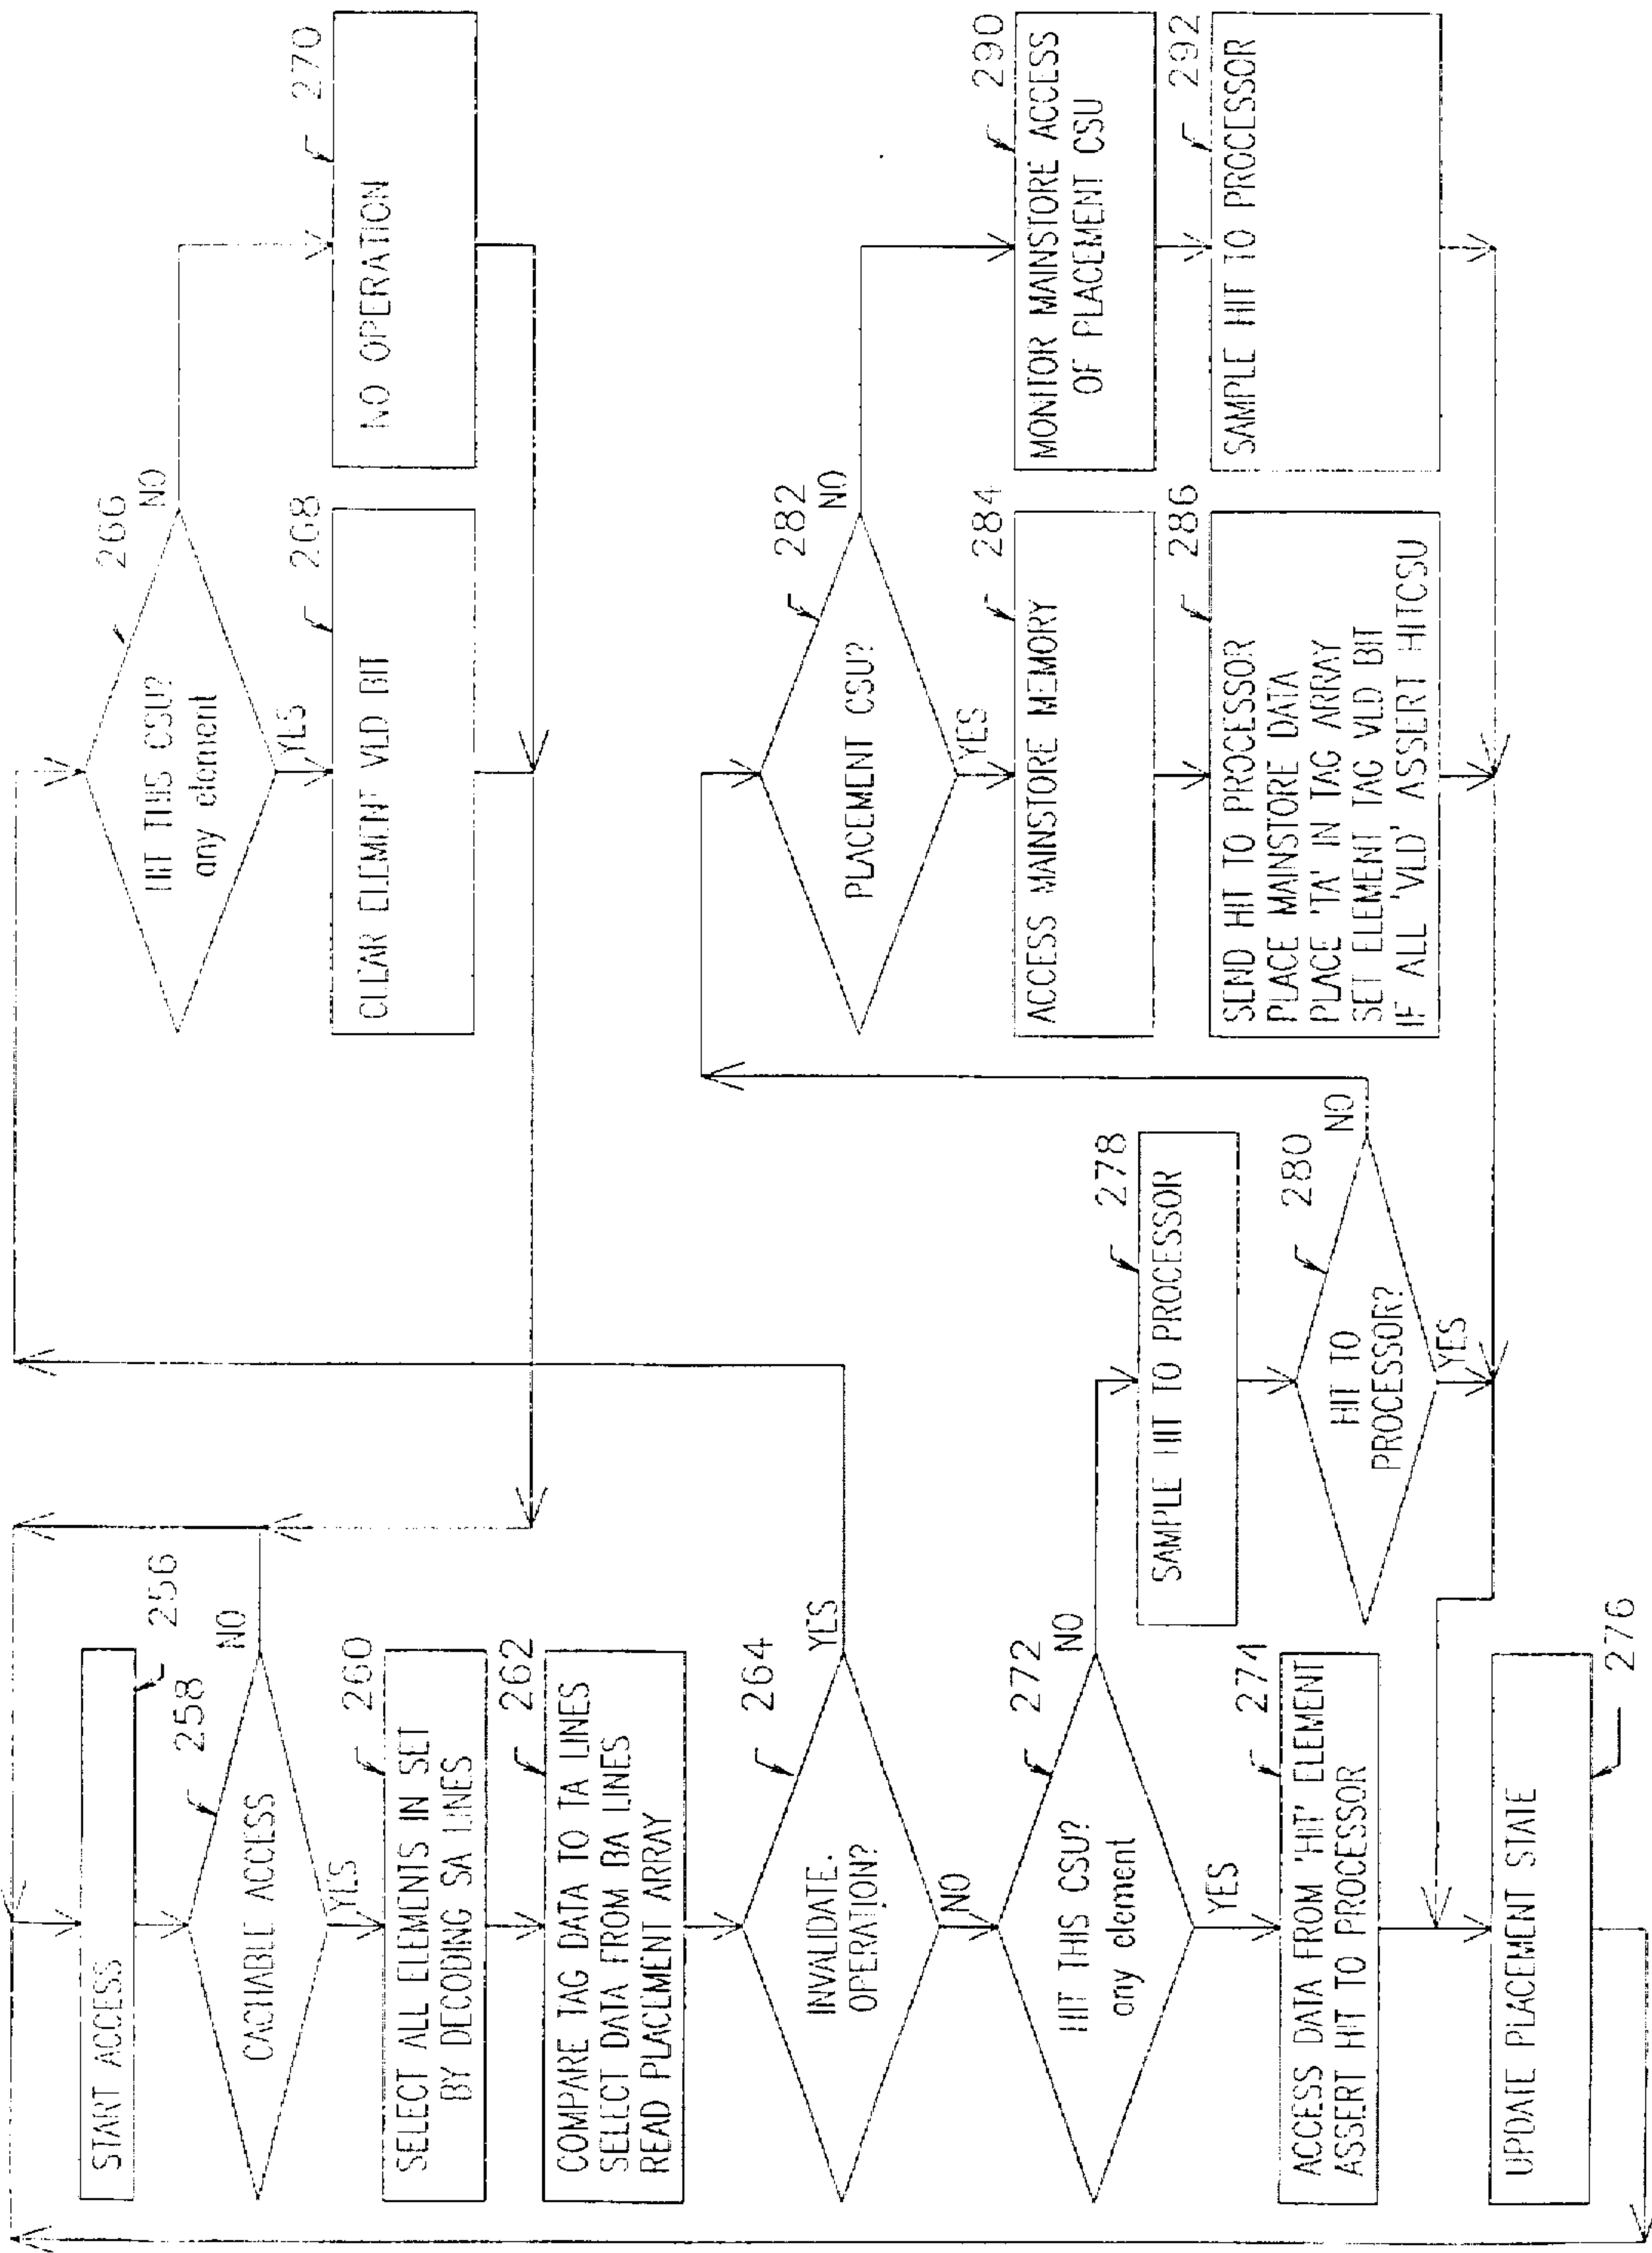 START ACCESS
256
CACHABLE ACCESS
258
NO
YES
SELECT ALL ELEMENTS IN SET
BY DECODING SA LINES
260
COMPARE TAG DATA TO TA LINES
SELECT DATA FROM BA LINES
READ PLACEMENT ARRAY
262
INVALIDATE.
OPERATION?
264
YES
NO
HIT THIS CSU?
any element
272
NO
YES
ACCESS DATA FROM 'HIT' ELEMENT
ASSERT HIT TO PROCESSOR
274
UPDATE PLACEMENT STATE
276
SAMPLE HIT TO PROCESSOR
278
HIT TO
PROCESSOR?
280
NO
YES
HIT THIS CSU?
any element
266
NO
YES
CLEAR ELEMENT VLD BIT
268
NO OPERATION
270
PLACEMENT CSU?
282
NO
YES
ACCESS MAINSTORE MEMORY
284
SEND HIT TO PROCESSOR
PLACE MAINSTORE DATA
PLACE 'TA' IN TAG ARRAY
SET ELEMENT TAG VLD BIT
IF ALL 'VLD' ASSERT HITCSU
286
MONITOR MAINSTORE ACCESS
OF PLACEMENT CSU
290
SAMPLE HIT TO PROCESSOR
292